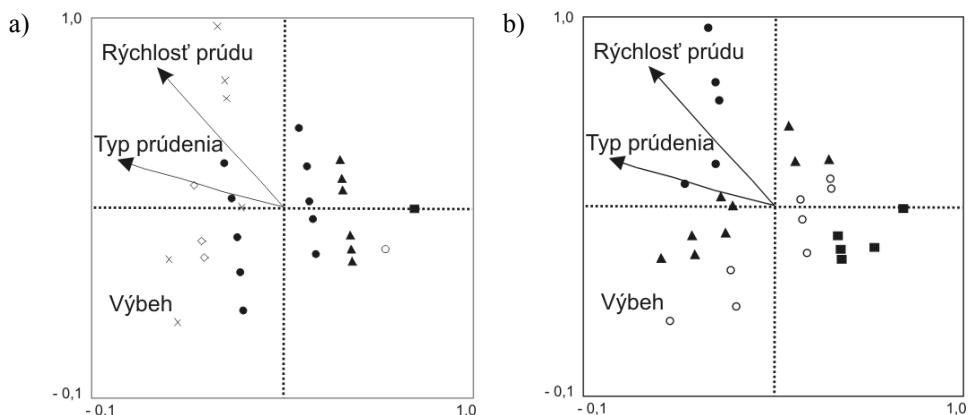 a)
1,0
Rýchlosť prúdu
Typ prúdenia
Výbeh
- 0,1
- 0,1
1,0
b)
1,0
Rýchlosť prúdu
Typ prúdenia
Výbeh
- 0,1
-0,1
1,0